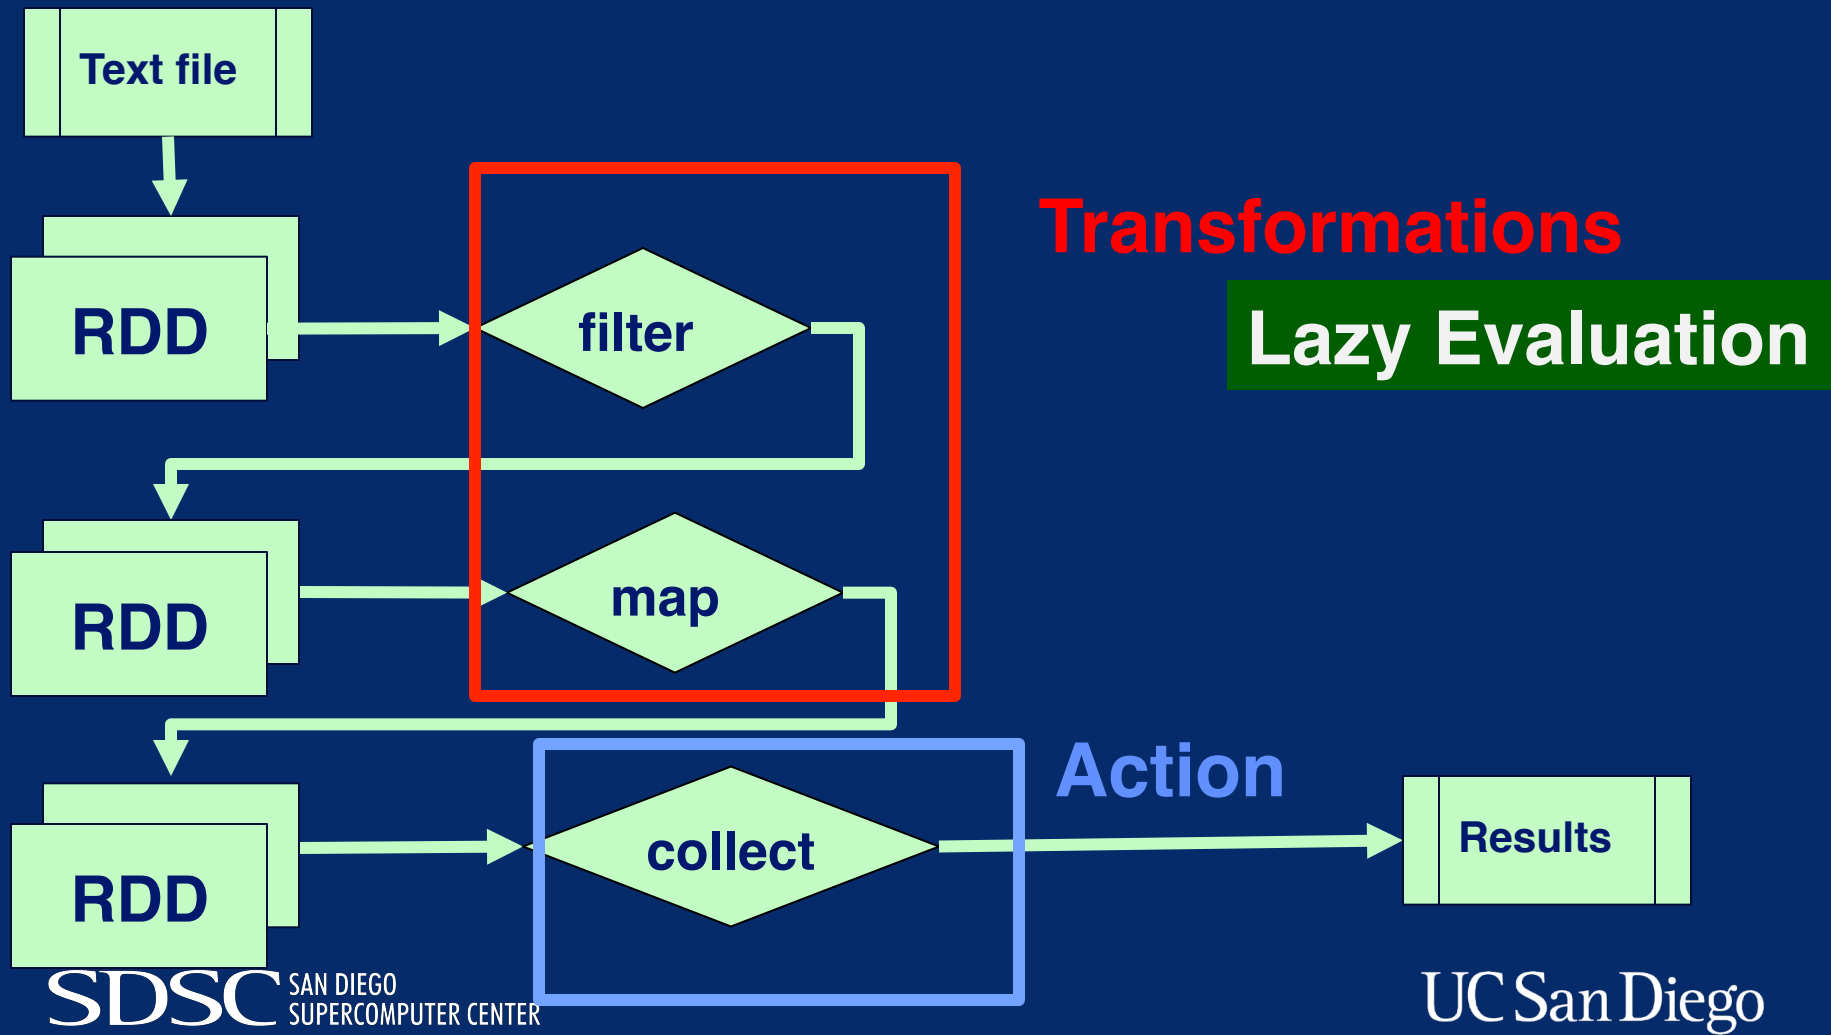 Text file
Transformations
RDD
filter
Lazy Evaluation
RDD
map
Action
RDD
collect
Results
SDSC SAN DIEGO
SUPERCOMPUTER CENTER
UC San Diego